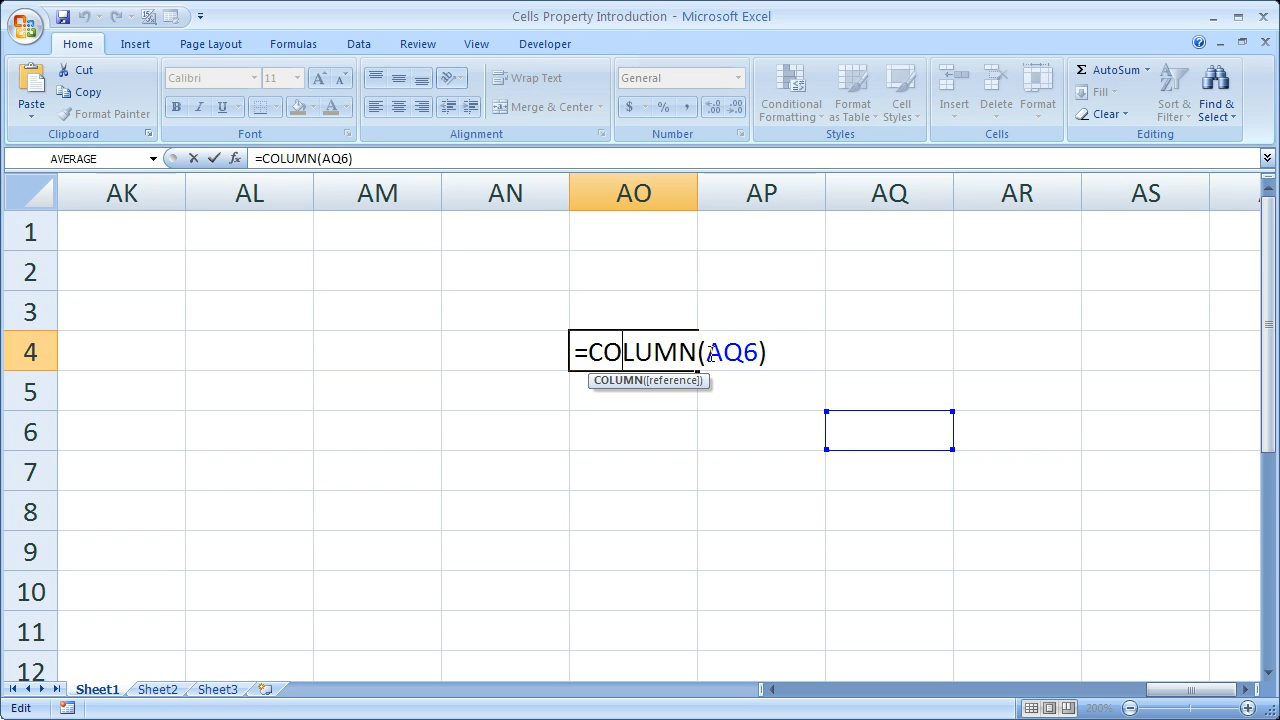 Cells Property Introduction - Microsoft Excel
Home Insert Page Layout Formulas Data Review View Developer
Paste
Cut
Copy
Format Painter
Clipboard
Calibri 11
B I U
Font
Wrap Text
Merge & Center
Alignment
General
$ % ,
Number
Conditional Formatting
Format as Table
Cell Styles
Styles
Insert
Delete
Format
Cells
Σ AutoSum
Fill
Clear
Sort & Filter
Find & Select
Editing
AVERAGE fx =COLUMN(AQ6)
AK AL AM AN AO AP AQ AR AS
1
2
3
4 =COLUMN(AQ6)
COLUMN([reference])
5
6
7
8
9
10
11
12
Sheet1 Sheet2 Sheet3
Edit 200%